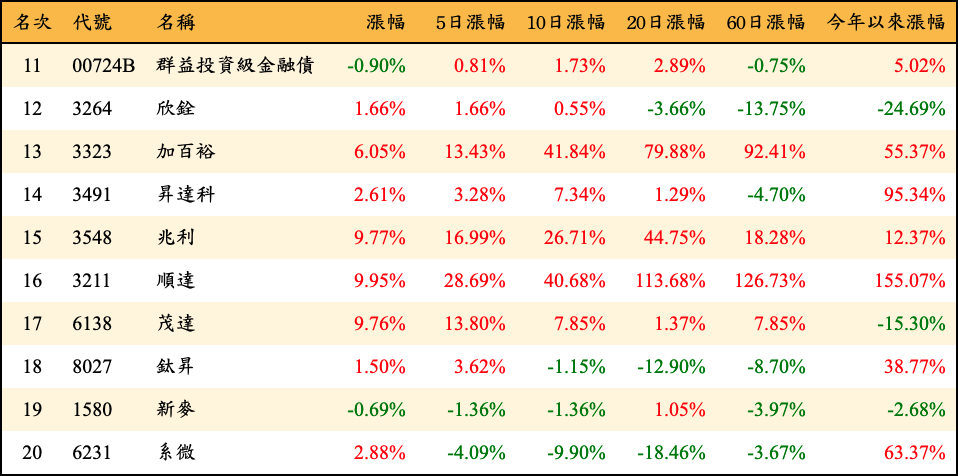 名次 代號 名稱 漲幅 5日漲幅 10日漲幅 20日漲幅 60日漲幅 今年以來漲幅
11 00724B 群益投資級金融債 -0.90% 0.81% 1.73% 2.89% -0.75% 5.02%
12 3264 欣銓 1.66% 1.66% 0.55% -3.66% -13.75% -24.69%
13 3323 加百裕 6.05% 13.43% 41.84% 79.88% 92.41% 55.37%
14 3491 昇達科 2.61% 3.28% 7.34% 1.29% -4.70% 95.34%
15 3548 兆利 9.77% 16.99% 26.71% 44.75% 18.28% 12.37%
16 3211 順達 9.95% 28.69% 40.68% 113.68% 126.73% 155.07%
17 6138 茂達 9.76% 13.80% 7.85% 1.37% 7.85% -15.30%
18 8027 鈦昇 1.50% 3.62% -1.15% -12.90% -8.70% 38.77%
19 1580 新麥 -0.69% -1.36% -1.36% 1.05% -3.97% -2.68%
20 6231 系微 2.88% -4.09% -9.90% -18.46% -3.67% 63.37%